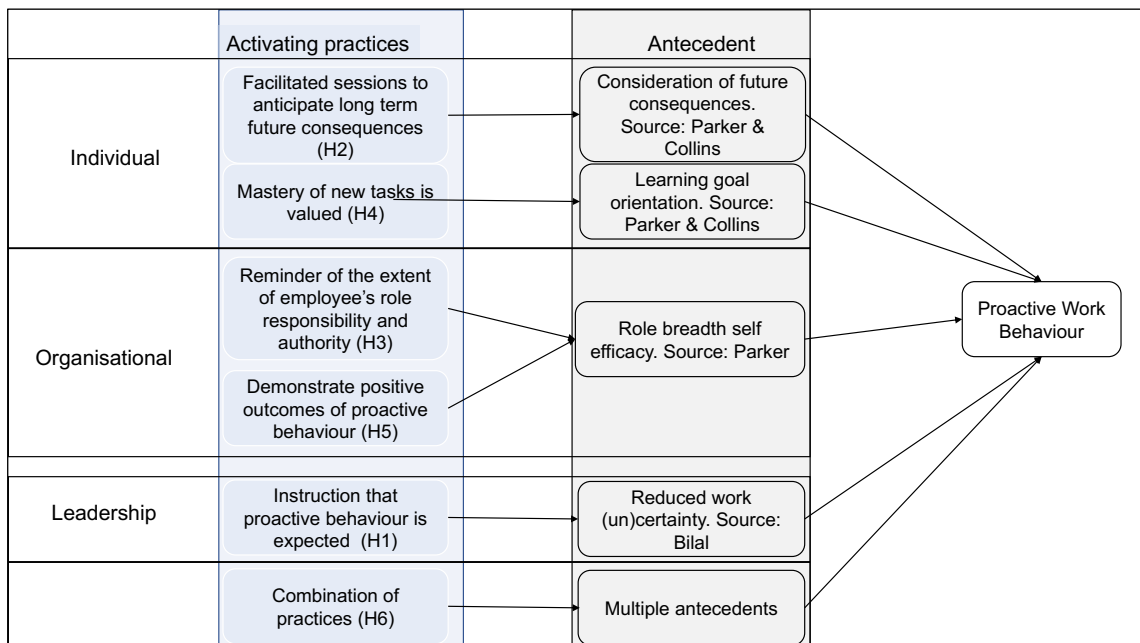 Activating practices
Antecedent
Individual
Facilitated sessions to
anticipate long term
future consequences
(H2)
Consideration of future
consequences.
Source: Parker &
Collins
Mastery of new tasks is
valued (H4)
Learning goal
orientation. Source:
Parker & Collins
Organisational
Reminder of the extent
of employee’s role
responsibility and
authority (H3)
Demonstrate positive
outcomes of proactive
behaviour (H5)
Role breadth self
efficacy. Source: Parker
Proactive Work
Behaviour
Leadership
Instruction that
proactive behaviour is
expected (H1)
Reduced work
(un)certainty. Source:
Bilal
Combination of
practices (H6)
Multiple antecedents